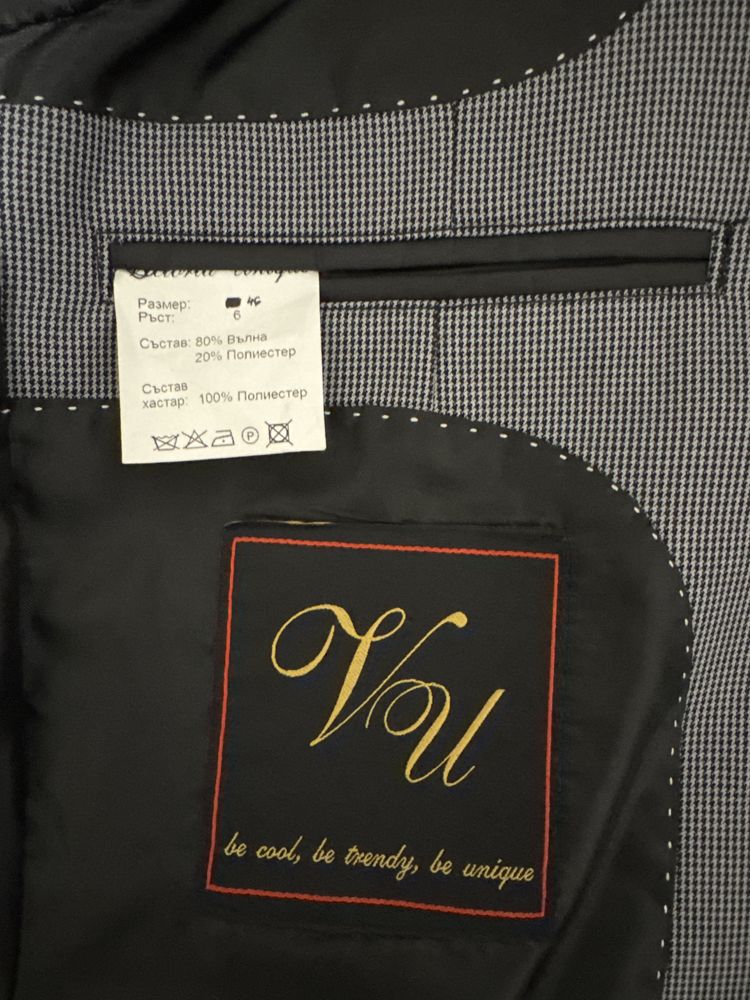 Размер: 46
Ръст: 6
Състав: 80% Вълна
20% Полиестер
Състав
хастар: 100% Полиестер
P
VU
be cool, be trendy, be unique